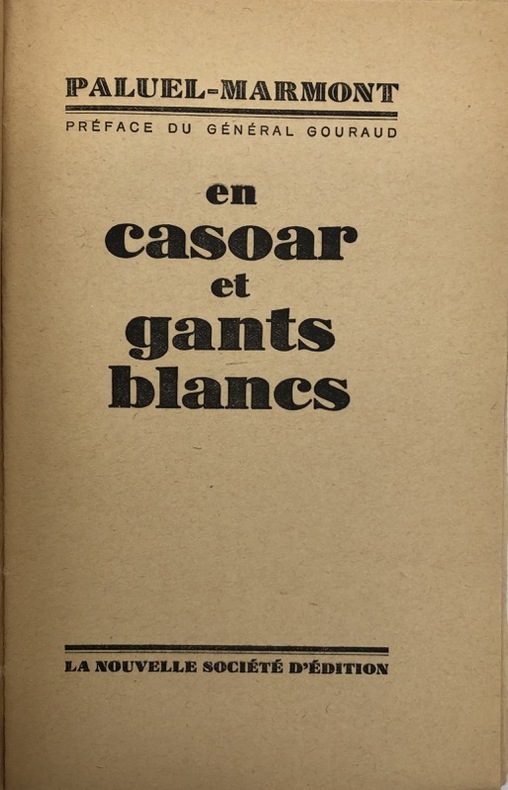 PALUEL-MARMONT
PRÉFACE DU GÉNÉRAL GOURAUD
en
casoar
et
gants
blancs
LA NOUVELLE SOCIÉTÉ D'ÉDITION